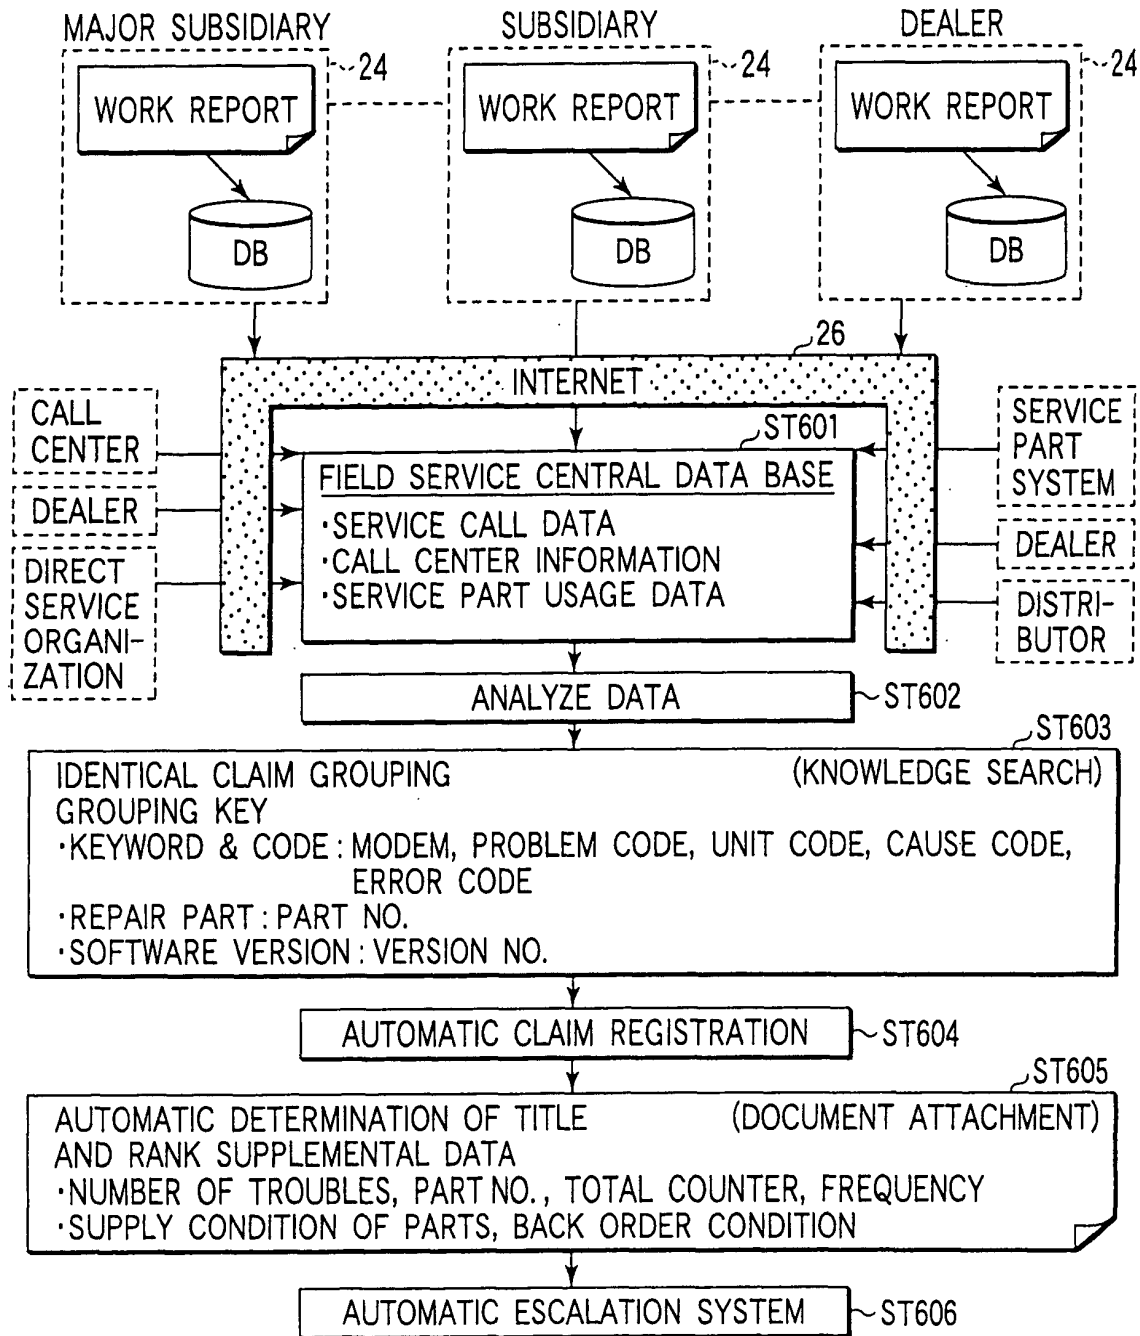 MAJOR SUBSIDIARY
SUBSIDIARY
DEALER
24
24
24
WORK REPORT
WORK REPORT
WORK REPORT
DB
DB
DB
26
INTERNET
CALL
CENTER
DEALER
DIRECT
SERVICE
ORGANI-
ZATION
ST601
FIELD SERVICE CENTRAL DATA BASE
·SERVICE CALL DATA
·CALL CENTER INFORMATION
·SERVICE PART USAGE DATA
SERVICE
PART
SYSTEM
DEALER
DISTRI-
BUTOR
ANALYZE DATA
ST602
ST603
IDENTICAL CLAIM GROUPING (KNOWLEDGE SEARCH)
GROUPING KEY
·KEYWORD & CODE : MODEM, PROBLEM CODE, UNIT CODE, CAUSE CODE,
ERROR CODE
·REPAIR PART : PART NO.
·SOFTWARE VERSION : VERSION NO.
AUTOMATIC CLAIM REGISTRATION
ST604
ST605
AUTOMATIC DETERMINATION OF TITLE (DOCUMENT ATTACHMENT)
AND RANK SUPPLEMENTAL DATA
·NUMBER OF TROUBLES, PART NO., TOTAL COUNTER, FREQUENCY
·SUPPLY CONDITION OF PARTS, BACK ORDER CONDITION
AUTOMATIC ESCALATION SYSTEM
ST606